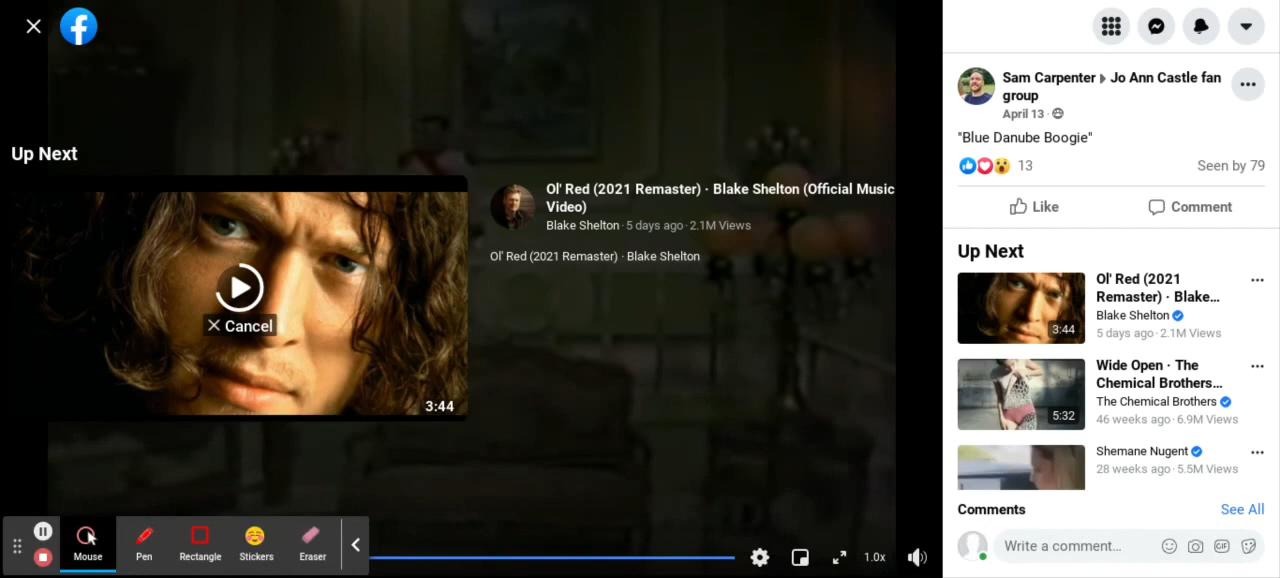 Up Next
3:44
Cancel
Ol' Red (2021 Remaster) · Blake Shelton (Official Music
Video)
Blake Shelton · 5 days ago · 2.1M Views
Ol' Red (2021 Remaster) · Blake Shelton
Mouse
Pen
Rectangle
Stickers
Eraser
1.0x
Sam Carpenter ▸ Jo Ann Castle fan
group
April 13 ·
"Blue Danube Boogie"
13
Seen by 79
Like
Comment
Up Next
Ol' Red (2021
Remaster) · Blake...
Blake Shelton
5 days ago · 2.1M Views
3:44
Wide Open · The
Chemical Brothers...
The Chemical Brothers
46 weeks ago · 6.9M Views
5:32
Shemane Nugent
28 weeks ago · 5.5M Views
Comments
See All
Write a comment...
GIF